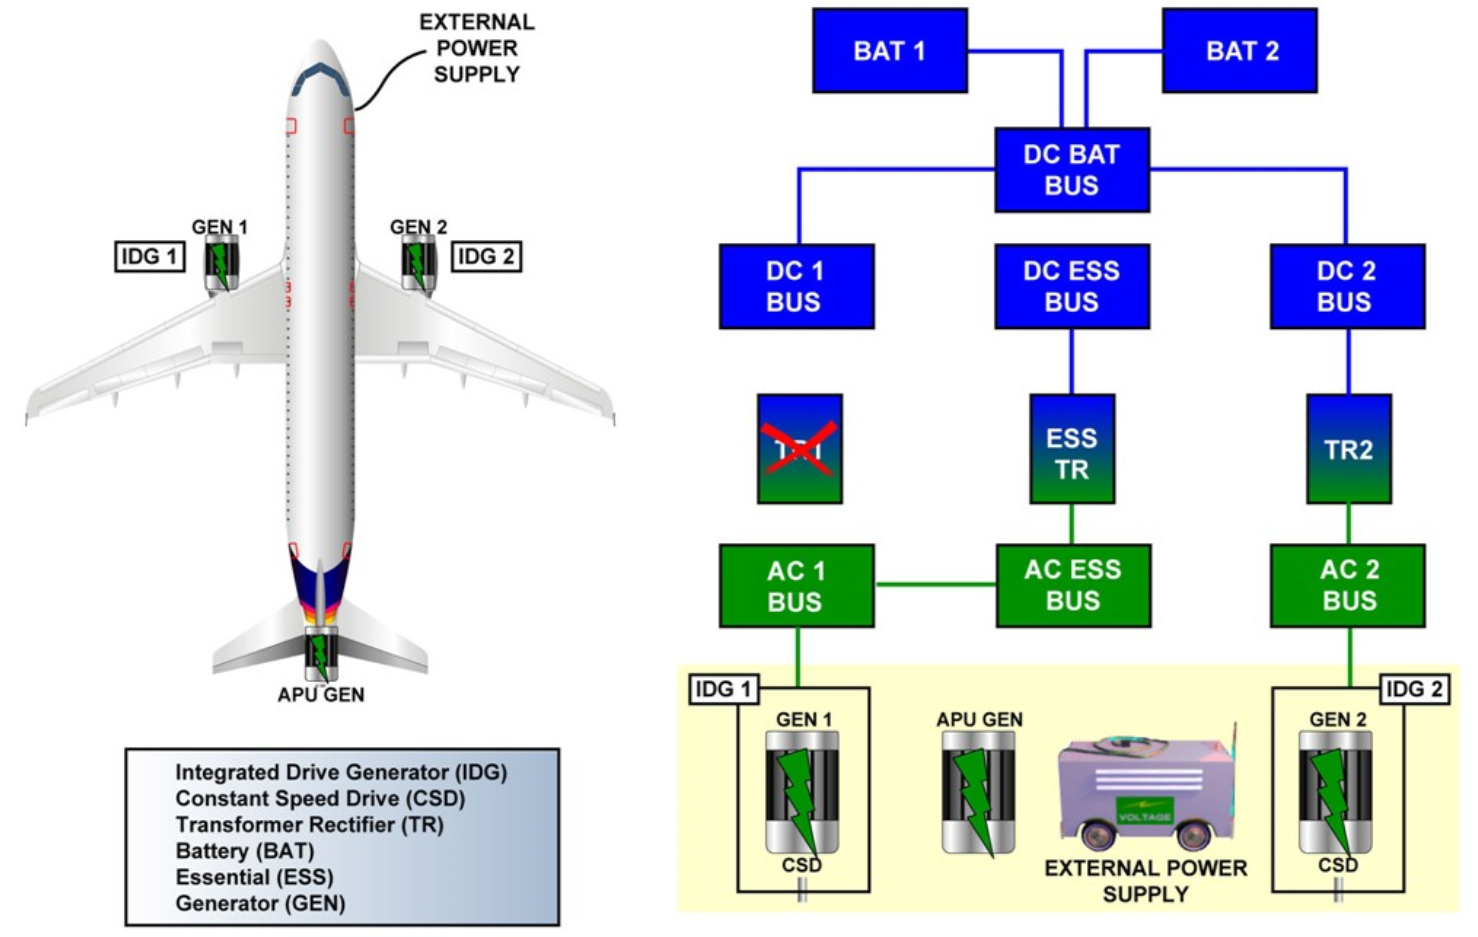 EXTERNAL
POWER
SUPPLY
GEN 1
GEN 2
IDG 1
IDG 2
APU GEN
Integrated Drive Generator (IDG)
Constant Speed Drive (CSD)
Transformer Rectifier (TR)
Battery (BAT)
Essential (ESS)
Generator (GEN)
BAT 1
BAT 2
DC BAT
BUS
DC 1
BUS
DC ESS
BUS
DC 2
BUS
TR1
ESS
TR
TR2
AC 1
BUS
AC ESS
BUS
AC 2
BUS
IDG 1
GEN 1
CSD
APU GEN
VOLTAGE
EXTERNAL POWER
SUPPLY
IDG 2
GEN 2
CSD